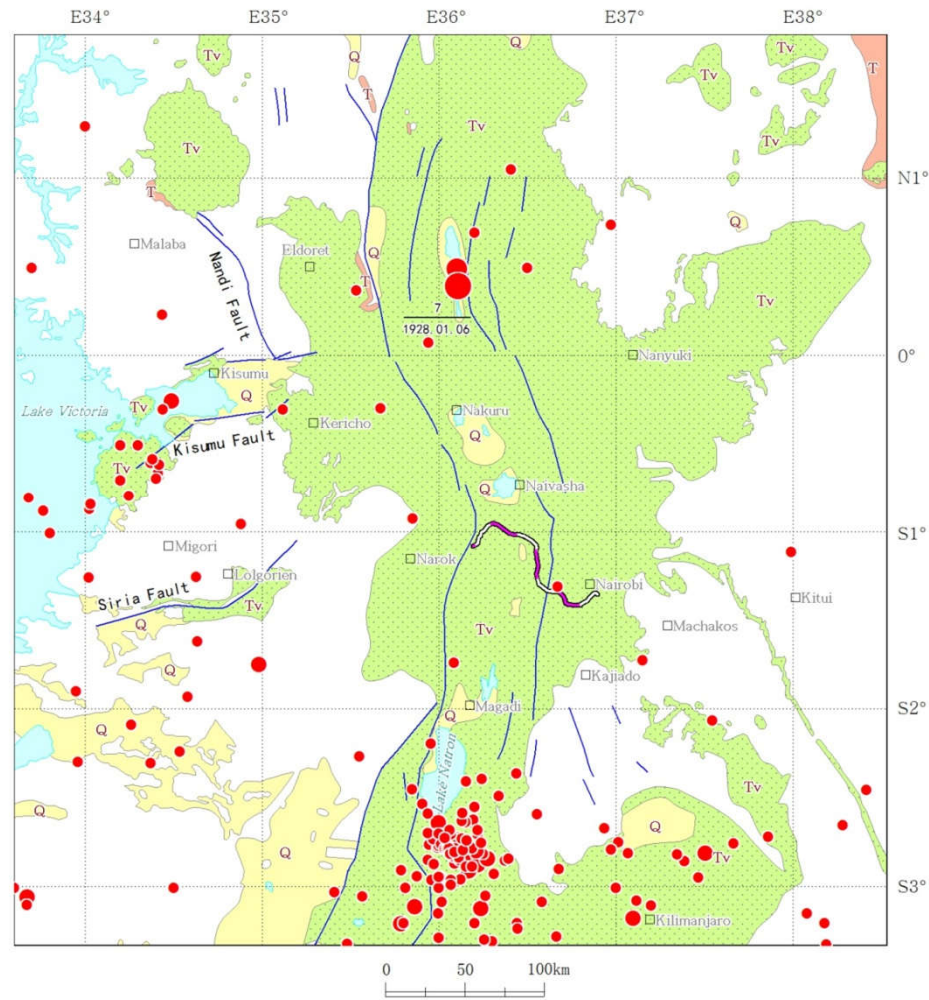 E34° E35° E36° E37° E38°
Q
Tv
Q
Tv
Tv
T
T
Tv
Tv
Tv
N1°
T
Q
Malaba
Eldoret
Q
T
Nandi Fault
Tv
7
1928.01.06
0°
Nanyuki
Kisumu
Q
Lake Victoria
Tv
Kericho
Nakuru
Kisumu Fault
Q
Tv
Q
Naivasha
S1°
Migori
Narok
Lolgorien
Nairobi
Kitui
Siria Fault
Tv
Q
Tv
Machakos
Q
Kajiado
Magadi
S2°
Q
Q
Lake Natron
Q
Tv
Q
Q
Tv
S3°
Kilimanjaro
0 50 100km